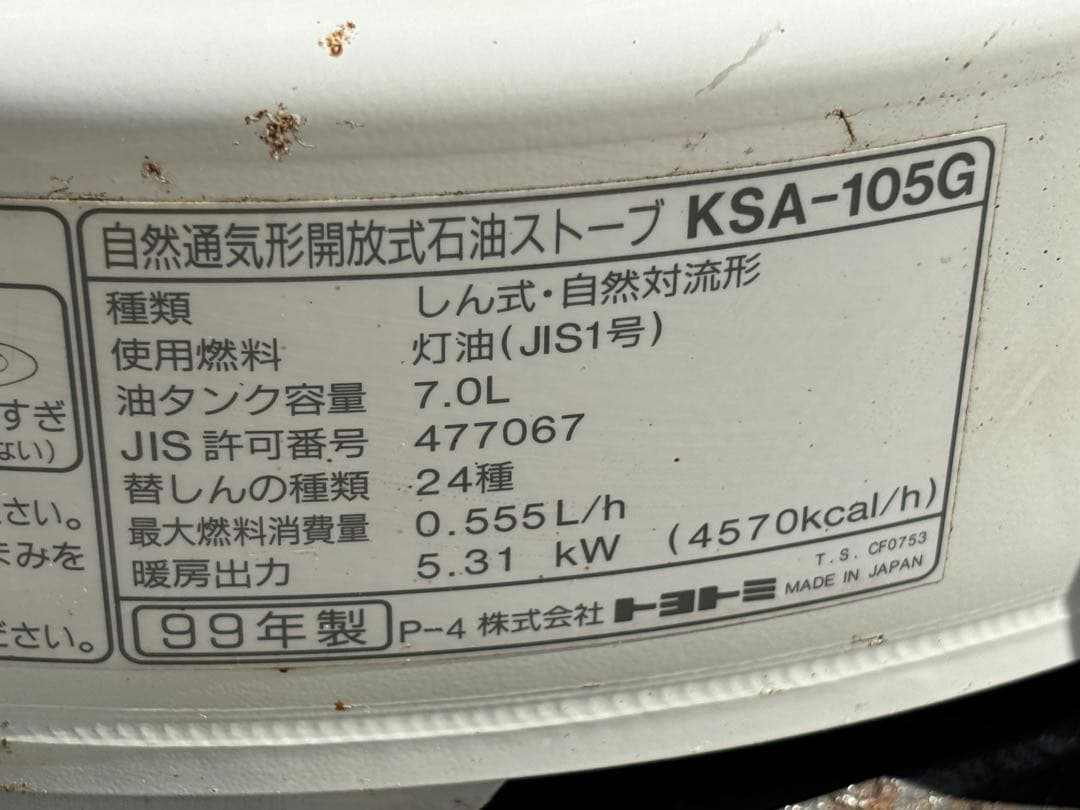 自然通気形開放式石油ストーブ KSA-105G
種類 しん式・自然対流形
使用燃料 灯油(JIS1号)
油タンク容量 7.0L
JIS許可番号 477067
替しんの種類 24種
最大燃料消費量 0.555L/h
暖房出力 5.31 kW (4570kcal/h)
99年製 P-4 株式会社 トヨトミ T.S. CF0753
MADE IN JAPAN
すぎ
ない)
さい。
まみを
ださい。